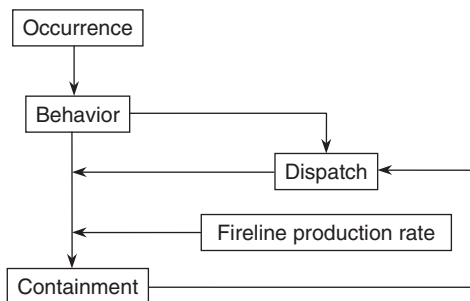 Occurrence
Behavior
Dispatch
Fireline production rate
Containment